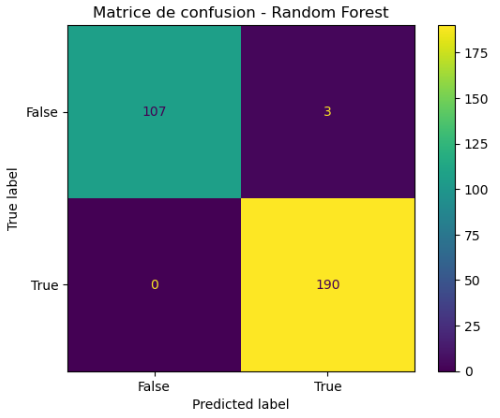 Matrice de confusion - Random Forest
True label
False
107
3
True
0
190
False
True
Predicted label
175
150
125
100
75
50
25
0